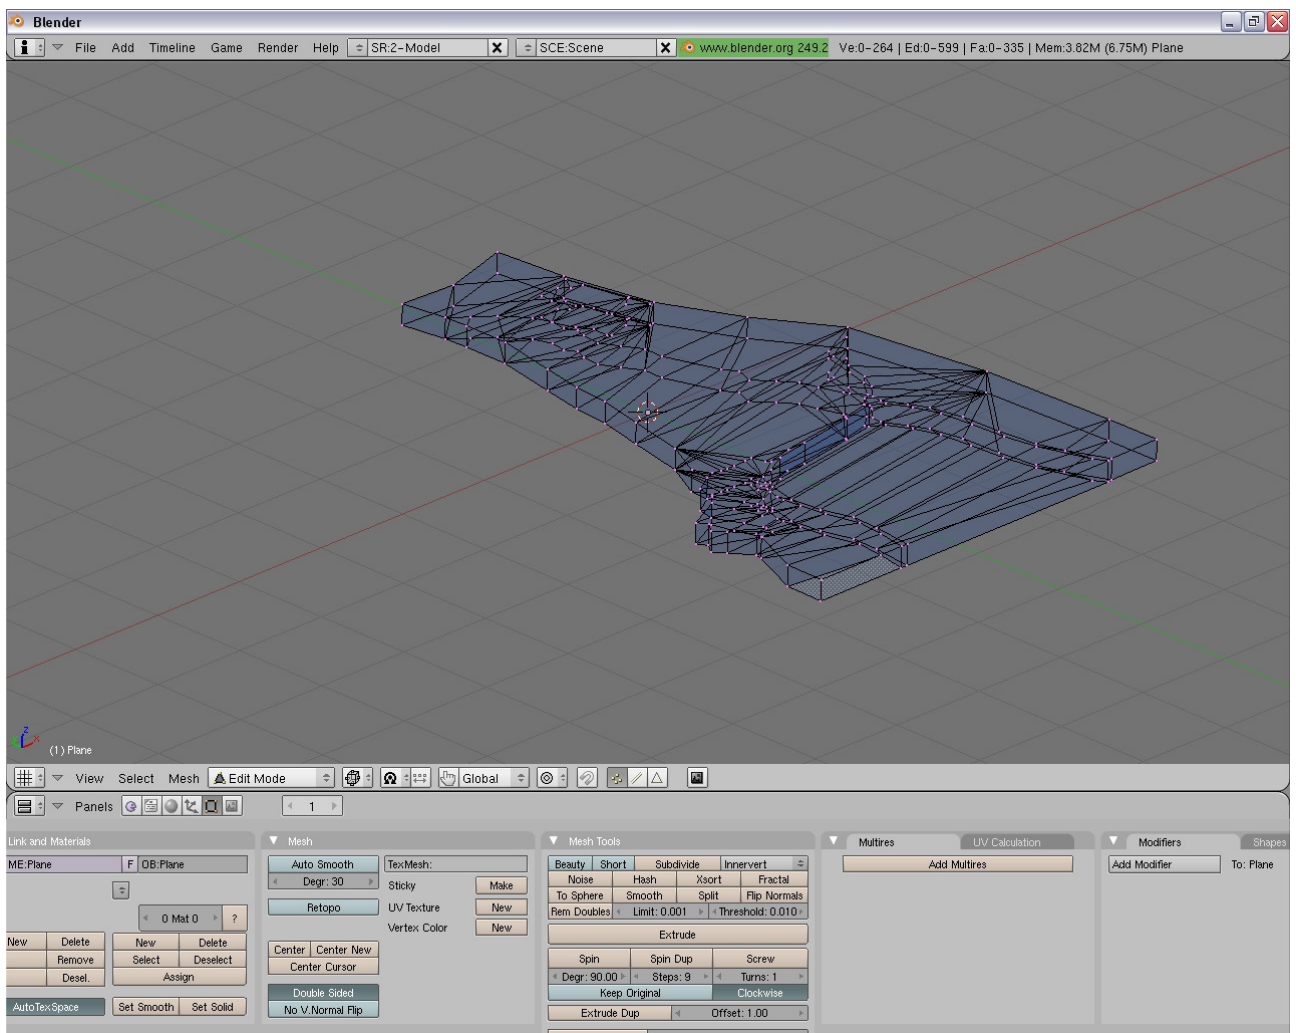 Blender
File Add Timeline Game Render Help SR:2-Model X SCE:Scene X www.blender.org 249.2 Ve:0-264 | Ed:0-599 | Fa:0-335 | Mem:3.82M (6.75M) Plane
z
x
(1) Plane
View Select Mesh Edit Mode Global
Panels 1
Link and Materials Mesh Mesh Tools Multires UV Calculation Modifiers Shapes
ME:Plane F OB:Plane Auto Smooth TexMesh: Beauty Short Subdivide Innervert Add Multires Add Modifier To: Plane
Degr: 30 Sticky Make Noise Hash Xsort Fractal
To Sphere Smooth Split Flip Normals
0 Mat 0 ? Retopo UV Texture New Rem Doubles Limit: 0.001 Threshold: 0.010
Vertex Color New Extrude
New Delete New Delete Center Center New
Remove Select Deselect Center Cursor Spin Spin Dup Screw
Desel. Assign Degr: 90.00 Steps: 9 Turns: 1
Double Sided Keep Original Clockwise
AutoTexSpace Set Smooth Set Solid No V.Normal Flip Extrude Dup Offset: 1.00